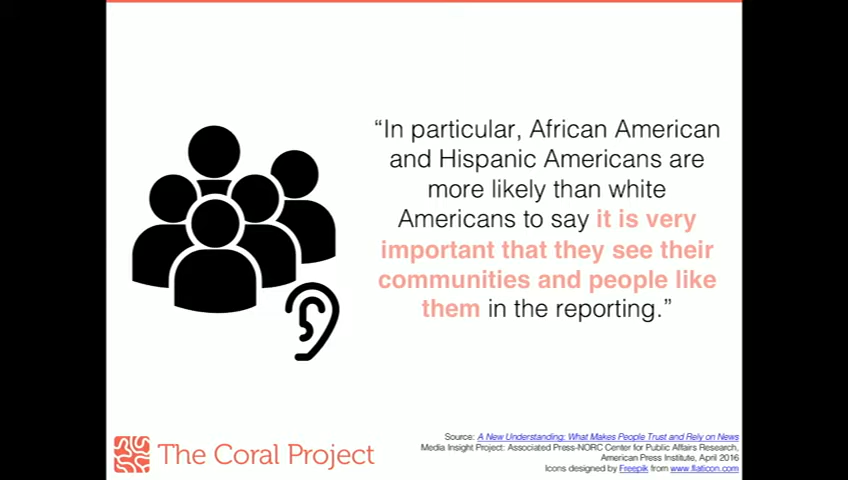 “In particular, African American
and Hispanic Americans are
more likely than white
Americans to say it is very
important that they see their
communities and people like
them in the reporting.”
The Coral Project
Source: A New Understanding: What Makes People Trust and Rely on News
Media Insight Project: Associated Press-NORC Center for Public Affairs Research,
American Press Institute, April 2016
Icons designed by Freepik from www.flaticon.com